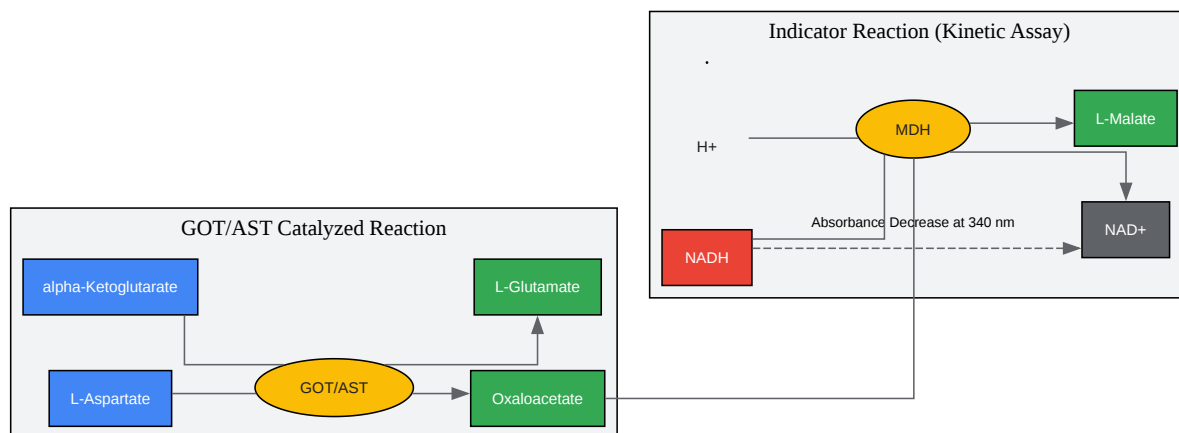 Indicator Reaction (Kinetic Assay)
.
MDH
L-Malate
H+
Absorbance Decrease at 340 nm
NADH
NAD+
GOT/AST Catalyzed Reaction
alpha-Ketoglutarate
L-Glutamate
GOT/AST
L-Aspartate
Oxaloacetate